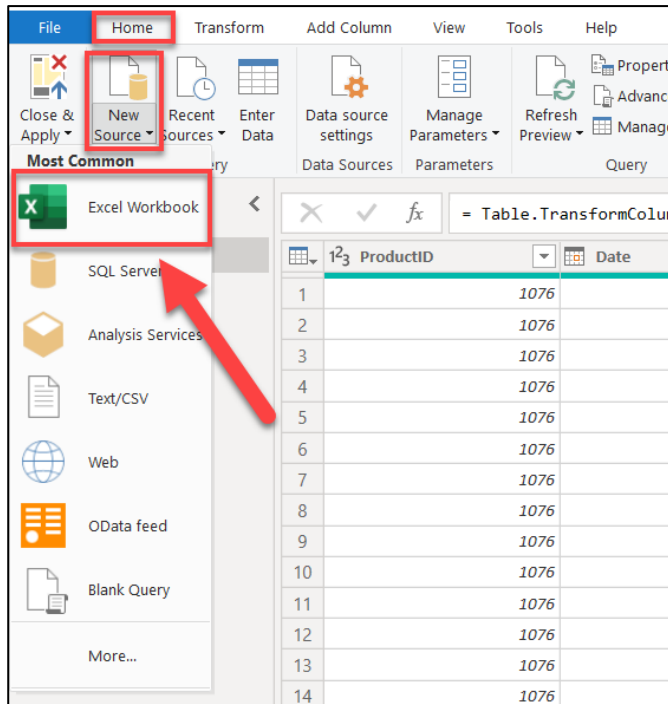 File Home Transform Add Column View Tools Help
Close & Apply
New Source
Recent Sources
Enter Data
Data source settings
Manage Parameters
Refresh Preview
Propert
Advanc
Manage
Data Sources Parameters Query
Most Common
Excel Workbook
SQL Server
Analysis Services
Text/CSV
Web
OData feed
Blank Query
More...
fx = Table.TransformColu
1²3 ProductID Date
1 1076
2 1076
3 1076
4 1076
5 1076
6 1076
7 1076
8 1076
9 1076
10 1076
11 1076
12 1076
13 1076
14 1076